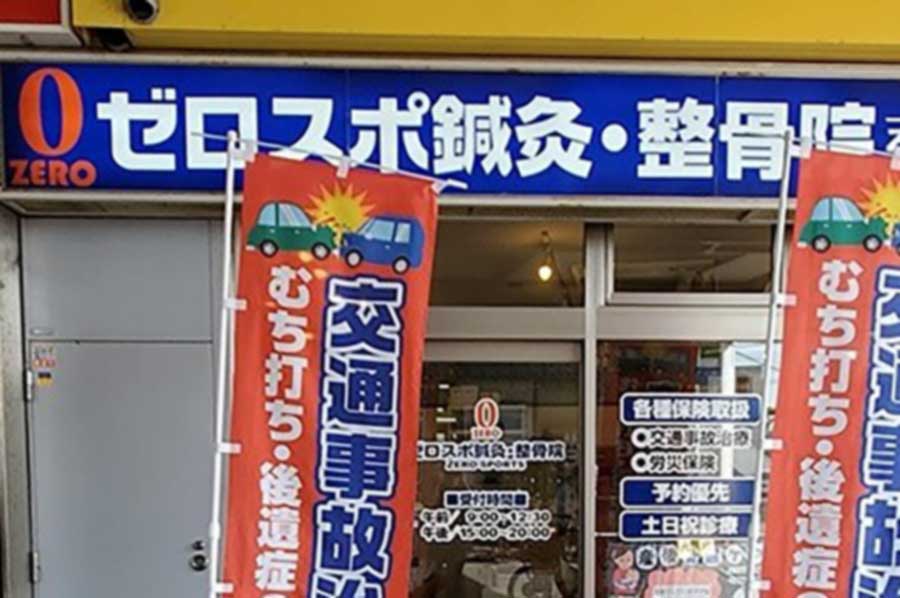 0
ZERO
ゼロスポ鍼灸・整骨院
交通事故治
むち打ち・後遺症
0
ZERO
ゼロスポ鍼灸・整骨院
ZERO SPORTS
■受付時間■
午前/ 9:00-12:30
午後/15:00-20:00
各種保険取扱
交通事故治療
労災保険
予約優先
土日祝診療
交通事故治
むち打ち・後遺症